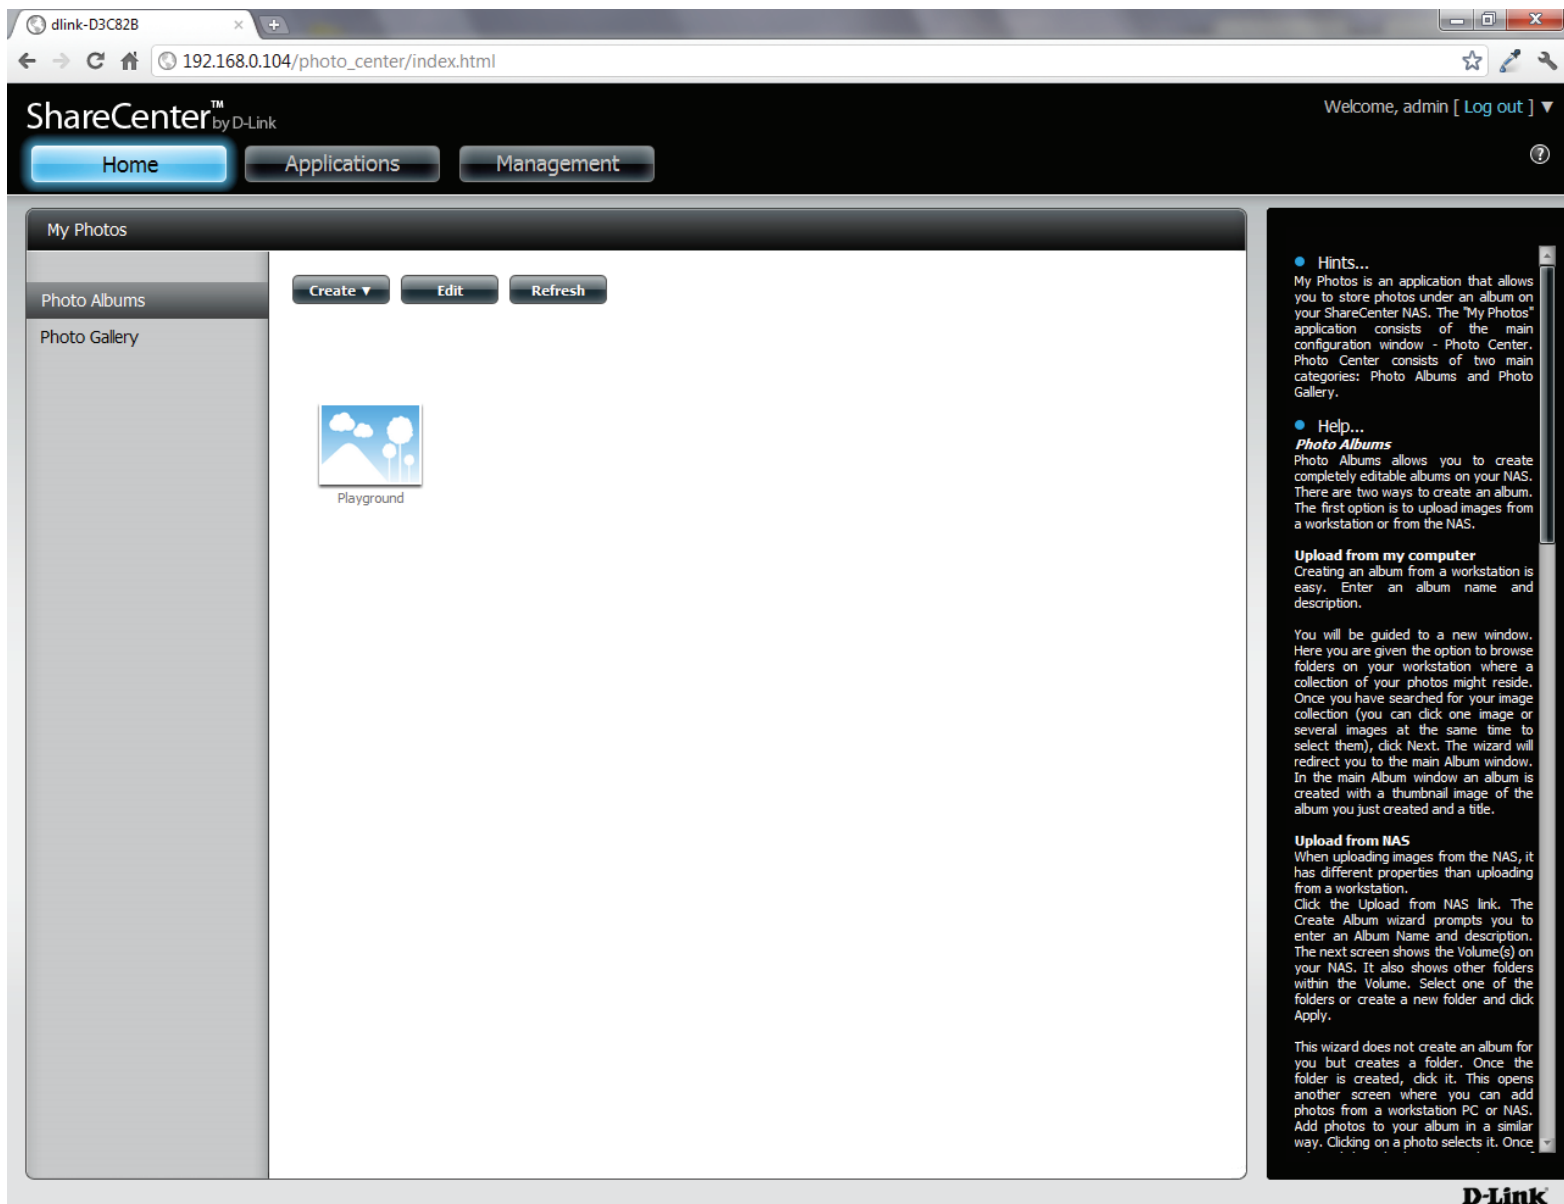 dlink-D3C82B
192.168.0.104/photo_center/index.html
ShareCenter™ by D-Link
Welcome, admin [ Log out ] ▼
Home
Applications
Management
?
My Photos
Photo Albums
Photo Gallery
Create ▼
Edit
Refresh
Playground
Hints...
My Photos is an application that allows
you to store photos under an album on
your ShareCenter NAS. The "My Photos"
application consists of the main
configuration window - Photo Center.
Photo Center consists of two main
categories: Photo Albums and Photo
Gallery.
Help...
Photo Albums
Photo Albums allows you to create
completely editable albums on your NAS.
There are two ways to create an album.
The first option is to upload images from
a workstation or from the NAS.
Upload from my computer
Creating an album from a workstation is
easy. Enter an album name and
description.
You will be guided to a new window.
Here you are given the option to browse
folders on your workstation where a
collection of your photos might reside.
Once you have searched for your image
collection (you can click one image or
several images at the same time to
select them), click Next. The wizard will
redirect you to the main Album window.
In the main Album window an album is
created with a thumbnail image of the
album you just created and a title.
Upload from NAS
When uploading images from the NAS, it
has different properties than uploading
from a workstation.
Click the Upload from NAS link. The
Create Album wizard prompts you to
enter an Album Name and description.
The next screen shows the Volume(s) on
your NAS. It also shows other folders
within the Volume. Select one of the
folders or create a new folder and click
Apply.
This wizard does not create an album for
you but creates a folder. Once the
folder is created, click it. This opens
another screen where you can add
photos from a workstation PC or NAS.
Add photos to your album in a similar
way. Clicking on a photo selects it. Once
D-Link